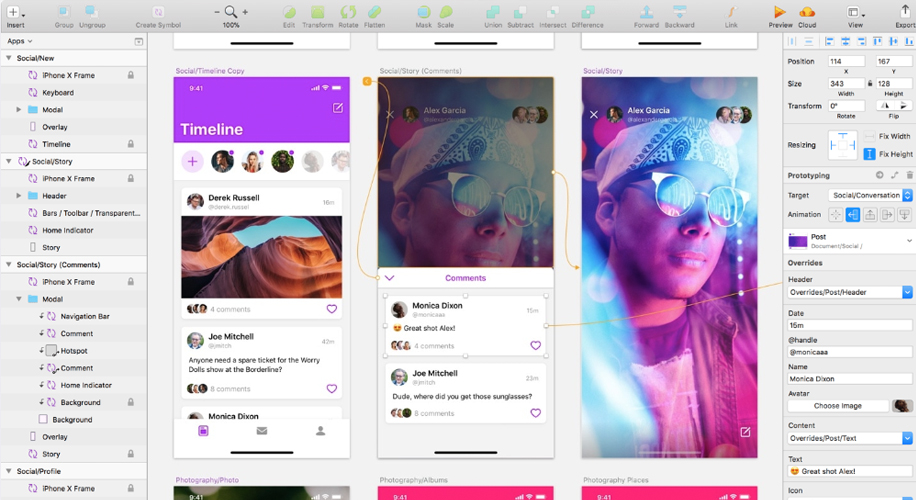 Insert
Group
Ungroup
Create Symbol
100%
Edit
Transform
Rotate
Flatten
Mask
Scale
Union
Subtract
Intersect
Difference
Forward
Backward
Link
Preview
Cloud
View
Export
Apps
Social/New
iPhone X Frame
Keyboard
Modal
Overlay
Timeline
Social/Story
iPhone X Frame
Header
Bars / Toolbar / Transparent...
Home Indicator
Story
Social/Story (Comments)
iPhone X Frame
Modal
Navigation Bar
Comment
Hotspot
Comment
Home Indicator
Background
Background
Overlay
Story
Social/Profile
iPhone X Frame
Social/Timeline Copy
9:41
Timeline
Derek Russell
@derek.russel
16m
4 comments
Joe Mitchell
@jmitch
42m
Anyone need a spare ticket for the Worry
Dolls show at the Borderline?
8 comments
Monica Dixon
Photography/Photo
9:41
Social/Story (Comments)
Alex Garcia
Comments
Monica Dixon
@monicaaa
15m
😍 Great shot Alex!
4 comments
Joe Mitchell
@jmitch
23m
Dude, where did you get those sunglasses?
8 comments
Photography/Albums
9:41
Social/Story
Alex Garcia
Photography Places
9:41
Position
114
167
X
Y
Size
343
128
Width
Height
Transform
0°
Rotate
Flip
Resizing
Fix Width
Fix Height
Prototyping
Target
Social/Conversation
Animation
Post
Document/Social /
Overrides
Header
Overrides/Post/Header
Date
15m
@handle
@monicaaa
Name
Monica Dixon
Avatar
Choose Image
Content
Overrides/Post/Text
Text
😍 Great shot Alex!
Icon